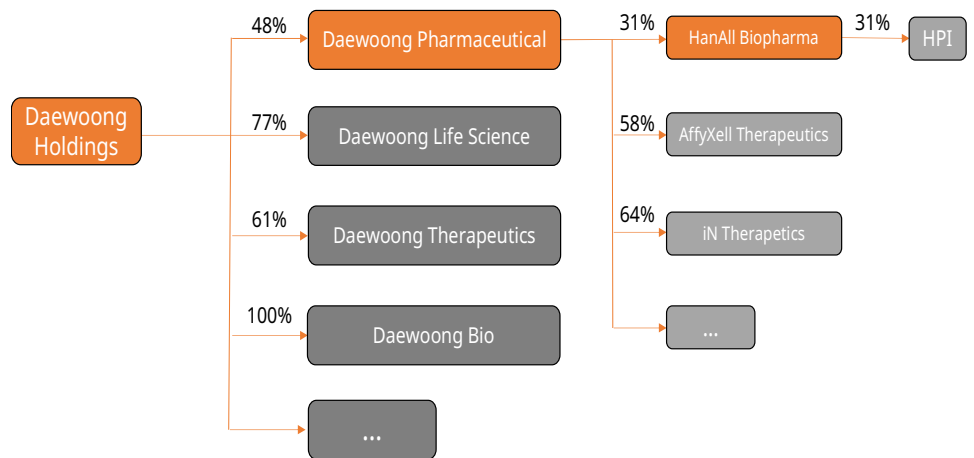 Daewoong
Holdings
48%
Daewoong Pharmaceutical
77%
Daewoong Life Science
61%
Daewoong Therapeutics
100%
Daewoong Bio
...
31%
HanAll Biopharma
31%
HPI
58%
AffyXell Therapeutics
64%
iN Therapetics
...